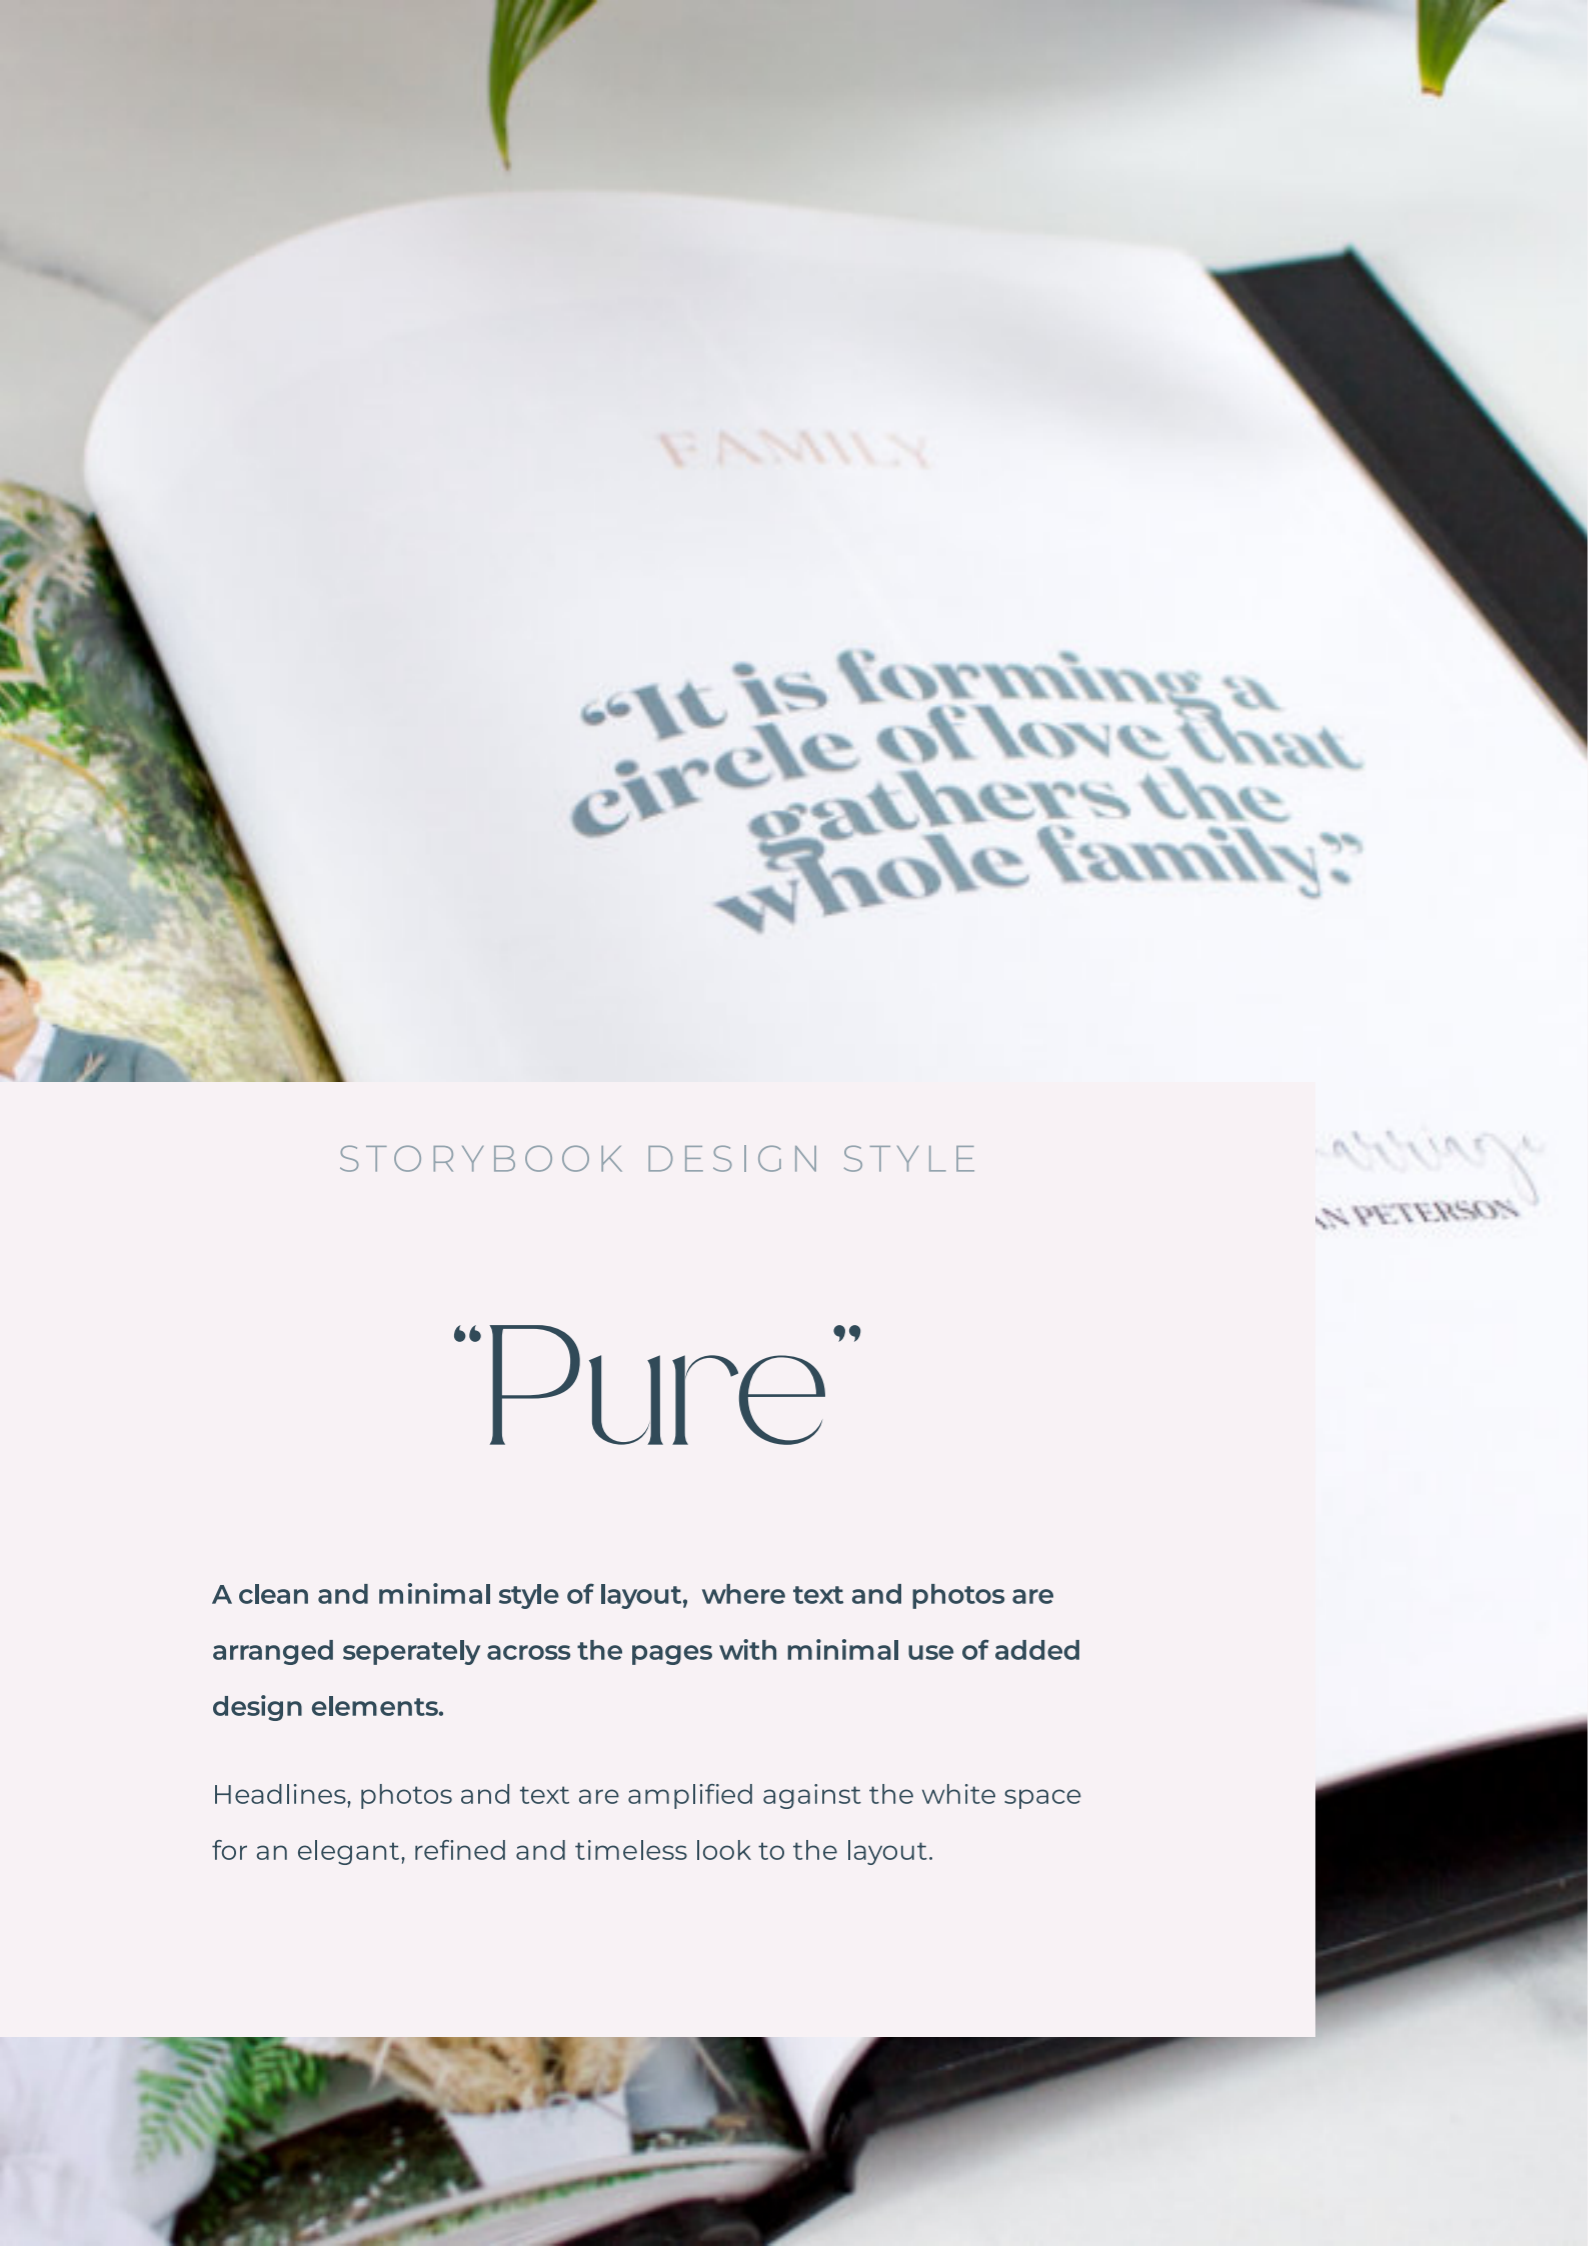 FAMILY
“It is forming a
circle of love that
gathers the
whole family.”
PETERSON
STORYBOOK DESIGN STYLE
“Pure”
A clean and minimal style of layout,  where text and photos are
arranged seperately across the pages with minimal use of added
design elements.
Headlines, photos and text are amplified against the white space
for an elegant, refined and timeless look to the layout.